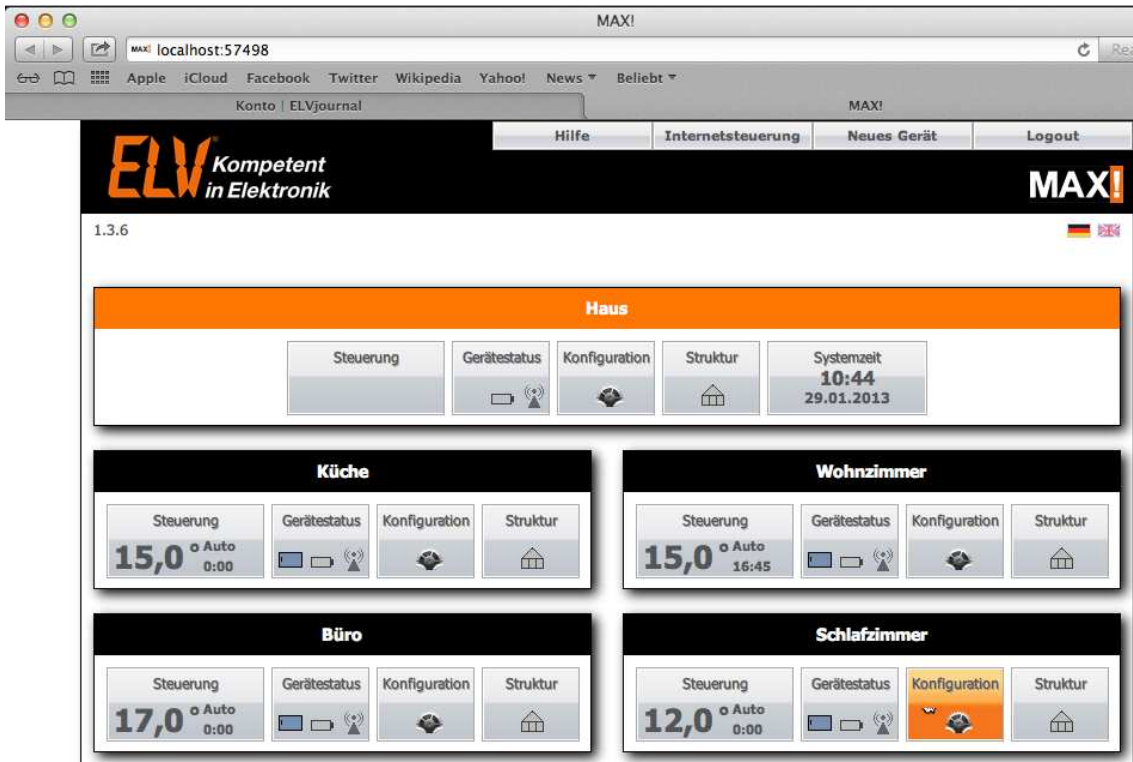 MAX!
MAX! localhost:57498
Apple iCloud Facebook Twitter Wikipedia Yahoo! News Beliebt
Konto | ELVjournal MAX!
Hilfe Internetsteuerung Neues Gerät Logout
ELV Kompetent
in Elektronik
MAX!
1.3.6
Haus
Steuerung Gerätestatus Konfiguration Struktur Systemzeit
10:44
29.01.2013
Küche
Steuerung Gerätestatus Konfiguration Struktur
15,0 ° Auto
0:00
Wohnzimmer
Steuerung Gerätestatus Konfiguration Struktur
15,0 ° Auto
16:45
Büro
Steuerung Gerätestatus Konfiguration Struktur
17,0 ° Auto
0:00
Schlafzimmer
Steuerung Gerätestatus Konfiguration Struktur
12,0 ° Auto
0:00